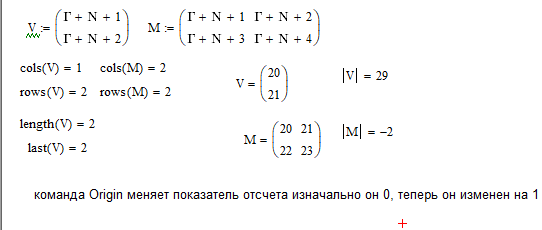 V := ( Γ + N + 1 ) M := ( Γ + N + 1 Γ + N + 2 )
( Γ + N + 2 ) ( Γ + N + 3 Γ + N + 4 )
cols(V) = 1 cols(M) = 2
rows(V) = 2 rows(M) = 2
V = ( 20 ) |V| = 29
( 21 )
length(V) = 2
last(V) = 2
M = ( 20 21 ) |M| = −2
( 22 23 )
команда Origin меняет показатель отсчета изначально он 0, теперь он изменен на 1